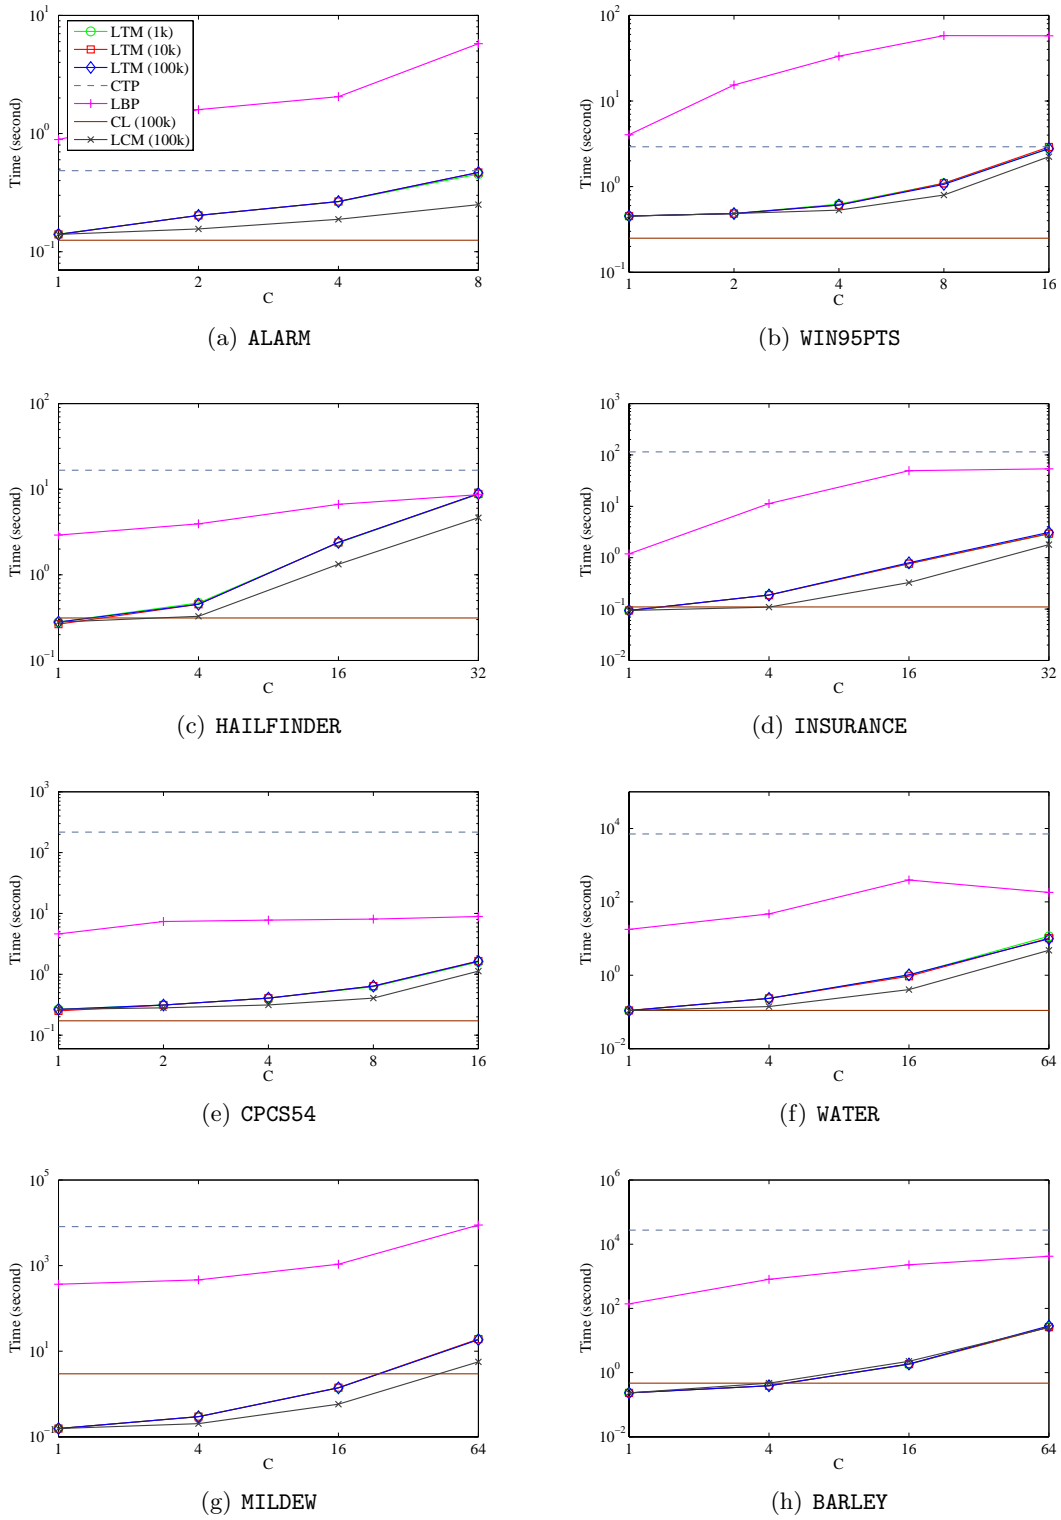 10^1
10^0
10^-1
Time (second)
LTM (1k)
LTM (10k)
LTM (100k)
CTP
LBP
CL (100k)
LCM (100k)
1 2 4 8
C
(a) ALARM
10^2
10^1
10^0
10^-1
Time (second)
1 2 4 8 16
C
(b) WIN95PTS
10^2
10^1
10^0
10^-1
Time (second)
1 4 16 32
C
(c) HAILFINDER
10^3
10^2
10^1
10^0
10^-1
10^-2
Time (second)
1 4 16 32
C
(d) INSURANCE
10^3
10^2
10^1
10^0
10^-1
Time (second)
1 2 4 8 16
C
(e) CPCS54
10^4
10^2
10^0
10^-2
Time (second)
1 4 16 64
C
(f) WATER
10^5
10^3
10^1
10^-1
Time (second)
1 4 16 64
C
(g) MILDEW
10^6
10^4
10^2
10^0
10^-2
Time (second)
1 4 16 64
C
(h) BARLEY